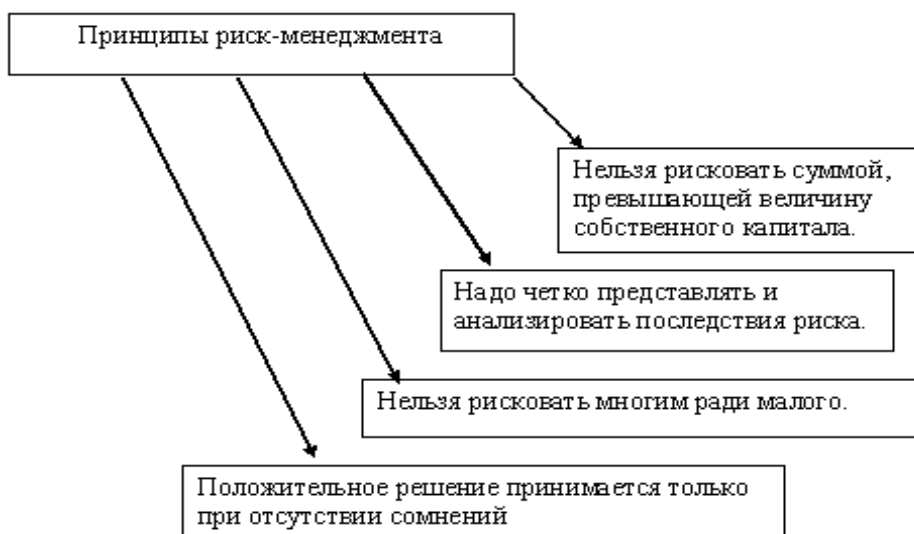 Принципы риск-менеджмента
Нельзя рисковать суммой,
превышающей величину
собственного капитала.
Надо четко представлять и
анализировать последствия риска.
Нельзя рисковать многим ради малого.
Положительное решение принимается только
при отсутствии сомнений